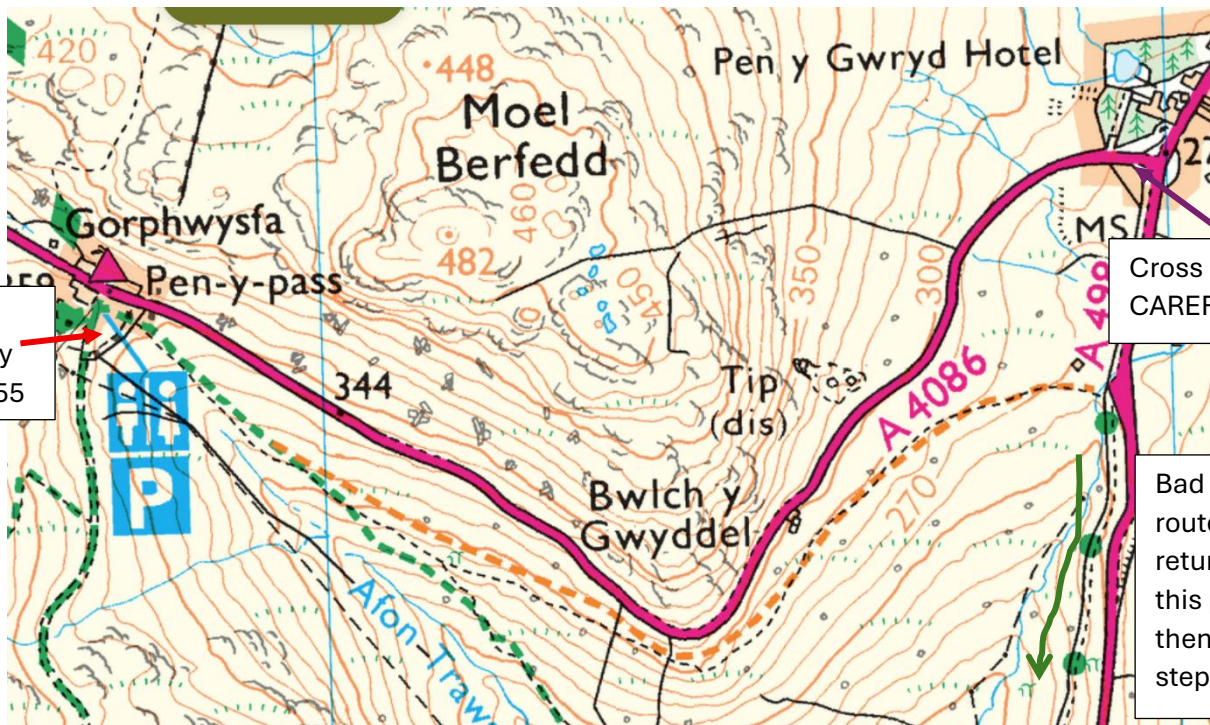 420
448
Moel
Berfedd
Pen y Gwryd Hotel
460
482
450
Gorphwysfa
Pen-y-pass
344
350
300
MS
Cross
CAREF
y
55
P
Tip
(dis)
A 4086
A 498
270
Bwlch y
Gwyddel
Afon Traws
Bad
route
retur
this
then
step